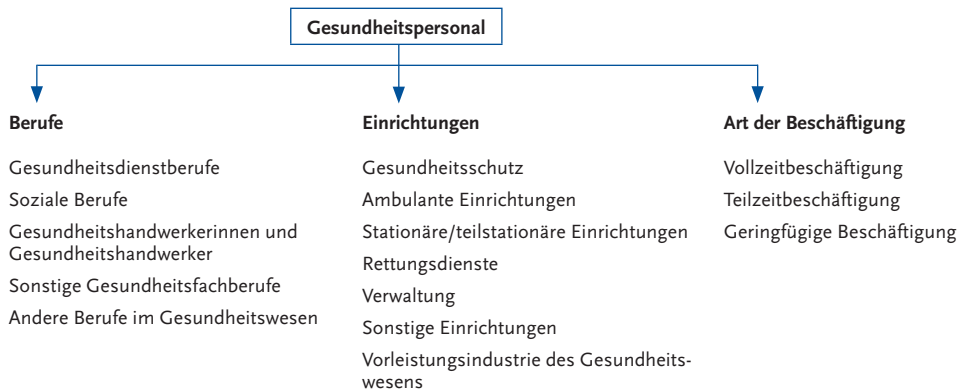 Gesundheitspersonal
Berufe
Gesundheitsdienstberufe
Soziale Berufe
Gesundheitshandwerkerinnen und
Gesundheitshandwerker
Sonstige Gesundheitsfachberufe
Andere Berufe im Gesundheitswesen
Einrichtungen
Gesundheitsschutz
Ambulante Einrichtungen
Stationäre/teilstationäre Einrichtungen
Rettungsdienste
Verwaltung
Sonstige Einrichtungen
Vorleistungsindustrie des Gesundheits-
wesens
Art der Beschäftigung
Vollzeitbeschäftigung
Teilzeitbeschäftigung
Geringfügige Beschäftigung